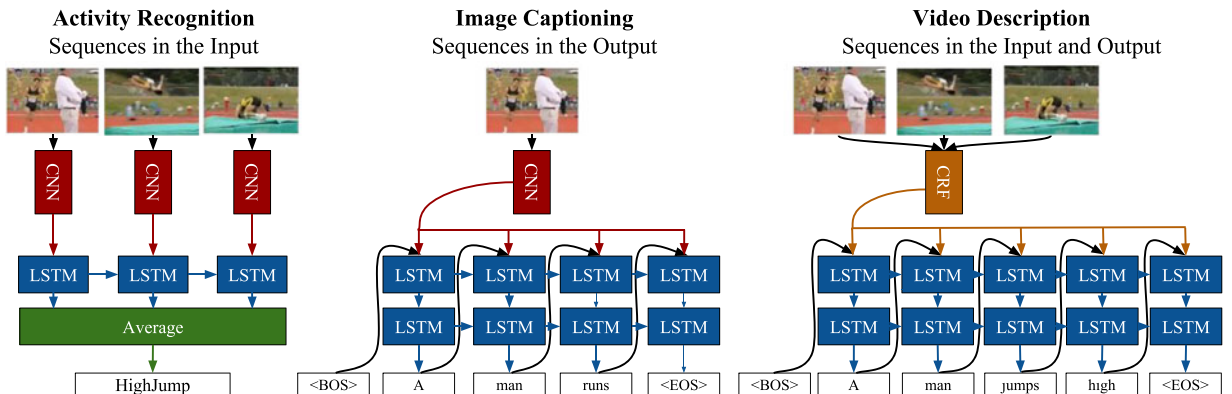 Activity Recognition
Sequences in the Input
CNN
CNN
CNN
LSTM
LSTM
LSTM
Average
HighJump
Image Captioning
Sequences in the Output
CNN
LSTM
LSTM
LSTM
LSTM
LSTM
LSTM
LSTM
LSTM
<BOS>
A
man
runs
<EOS>
Video Description
Sequences in the Input and Output
CRF
LSTM
LSTM
LSTM
LSTM
LSTM
LSTM
LSTM
LSTM
LSTM
LSTM
<BOS>
A
man
jumps
high
<EOS>